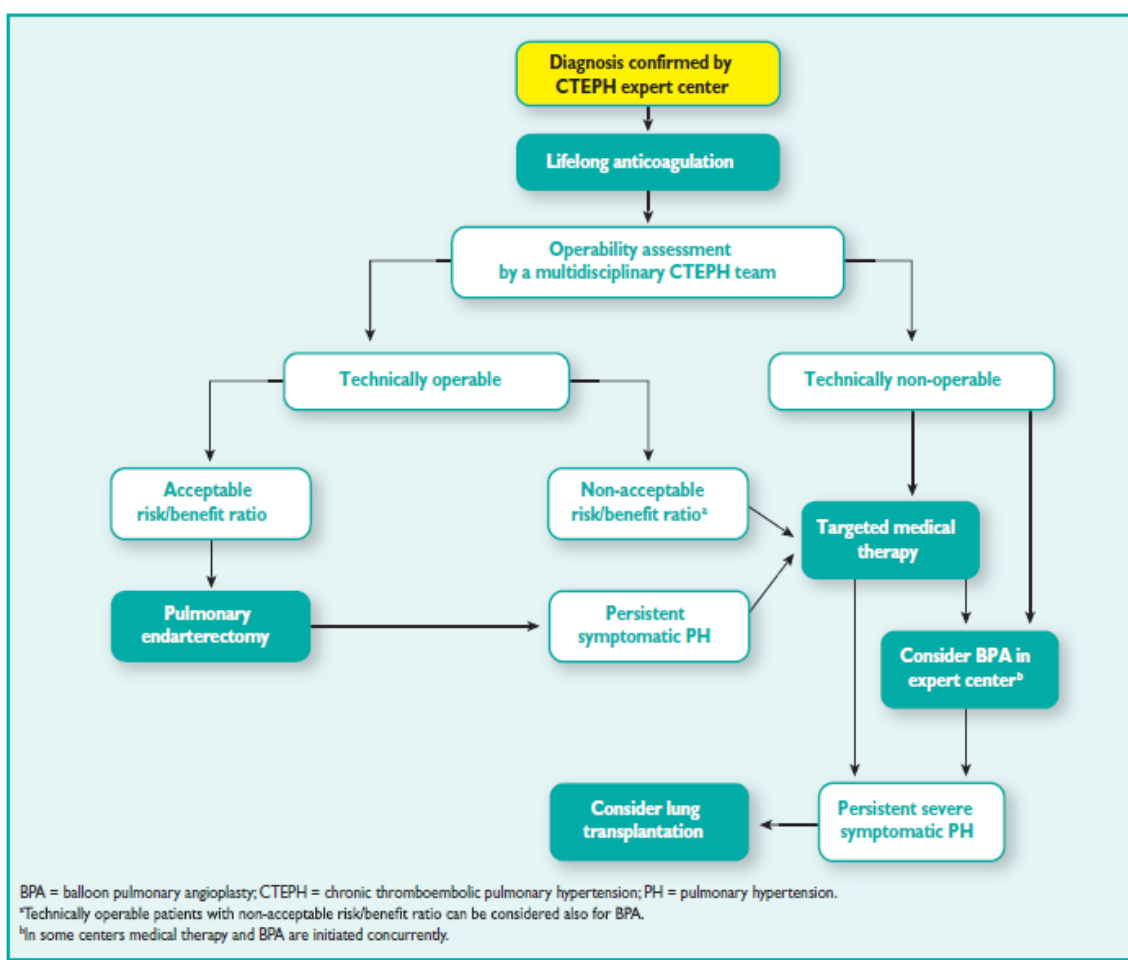 Diagnosis confirmed by
CTEPH expert center
Lifelong anticoagulation
Operability assessment
by a multidisciplinary CTEPH team
Technically operable
Technically non-operable
Acceptable
risk/benefit ratio
Non-acceptable
risk/benefit ratioᵃ
Targeted medical
therapy
Pulmonary
endarterectomy
Persistent
symptomatic PH
Consider BPA in
expert centerᵇ
Consider lung
transplantation
Persistent severe
symptomatic PH
BPA = balloon pulmonary angioplasty; CTEPH = chronic thromboembolic pulmonary hypertension; PH = pulmonary hypertension.
ᵃTechnically operable patients with non-acceptable risk/benefit ratio can be considered also for BPA.
ᵇIn some centers medical therapy and BPA are initiated concurrently.